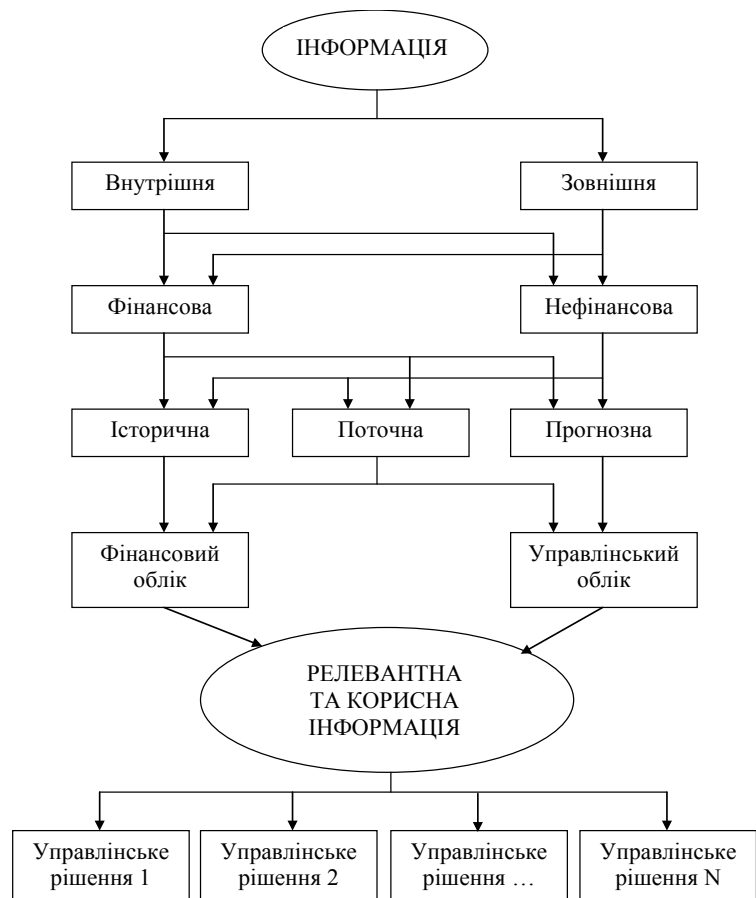 ІНФОРМАЦІЯ
Внутрішня
Зовнішня
Фінансова
Нефінансова
Історична
Поточна
Прогнозна
Фінансовий
облік
Управлінський
облік
РЕЛЕВАНТНА
ТА КОРИСНА
ІНФОРМАЦІЯ
Управлінське
рішення 1
Управлінське
рішення 2
Управлінське
рішення …
Управлінське
рішення N